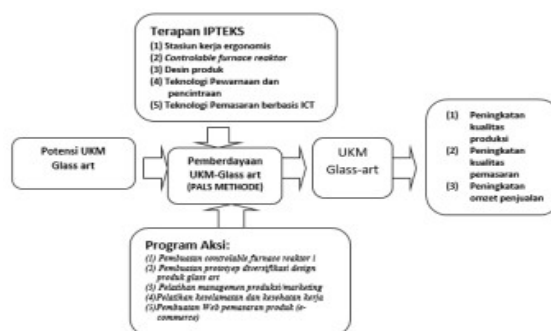 Terapan IPTEKS
(1) Stasiun kerja ergonomis
(2) Controlable furnace reaktor
(3) Desin produk
(4) Teknologi Pewarnaan dan
pencintraan
(5) Teknologi Pemasaran berbasis ICT
Potensi UKM
Glass art
Pemberdayaan
UKM-Glass art
(PALS METHODE)
UKM
Glass-art
(1) Peningkatan
kualitas
produksi
(2) Peningkatan
kualitas
pemasaran
(3) Peningkatan
omzet penjualan
Program Aksi:
(1) Pembuatan controlable furnace reaktor i
(2) Pembuatan prototyep diversifikasi design
produk glass art
(3) Pelatihan managemen produksi/marketing
(4)Pelatihan keselamatan dan kesehatan kerja
(5)Pembuatan Web pemasaran produk (e-
commerce)